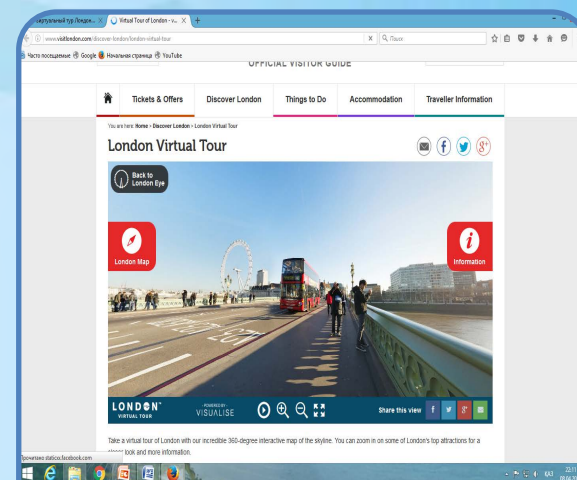 виртуальный тур Лондон... X Virtual Tour of London - v... X +
www.visitlondon.com/discover-london/london-virtual-tour X Поиск
Часто посещаемые Google Начальная страница YouTube
OFFICIAL VISITOR GUIDE
Tickets & Offers Discover London Things to Do Accommodation Traveller Information
You are here: Home > Discover London > London Virtual Tour
London Virtual Tour
Back to
London Eye
London Map
Information
LONDON
VIRTUAL TOUR
-POWERED BY-
VISUALISE
Share this view
Take a virtual tour of London with our incredible 360-degree interactive map of the skyline. You can zoom in on some of London's top attractions for a
closer look and more information.
Прочитано staticxx.facebook.com
ҚАЗ
22:11